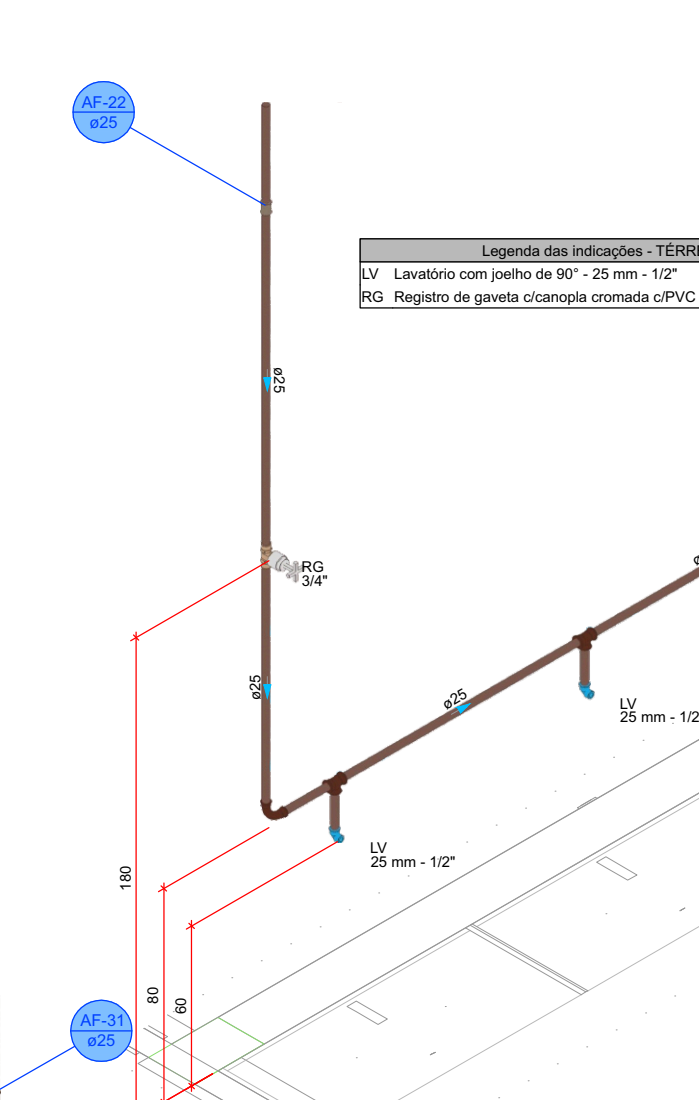 AF-22
ø25
Legenda das indicações - TÉRR
LV Lavatório com joelho de 90° - 25 mm - 1/2"
RG Registro de gaveta c/canopla cromada c/PVC
ø25
RG
3/4"
ø25
ø25
LV
25 mm - 1/2
LV
25 mm - 1/2"
180
80
60
AF-31
ø25